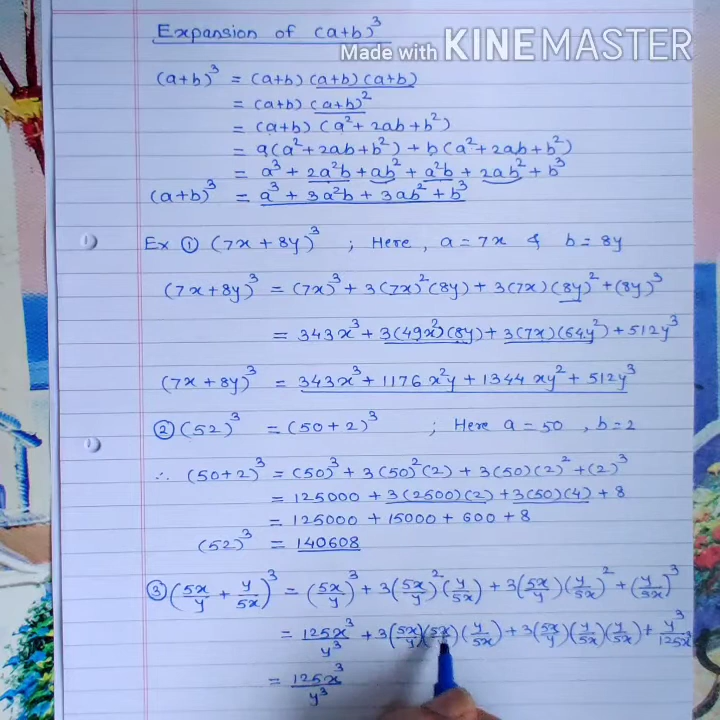 Expansion of (a+b)³
Made with KINEMASTER
(a+b)³ = (a+b) (a+b) (a+b)
= (a+b) (a+b)²
= (a+b) (a²+ 2ab + b²)
= a(a²+ 2ab + b²) + b(a²+ 2ab + b²)
= a³ + 2a²b + ab² + a²b + 2ab² + b³
(a+b)³ = a³ + 3a²b + 3ab² + b³
Ex ① (7x + 8y)³ ; Here, a = 7x & b = 8y
(7x+8y)³ = (7x)³ + 3(7x)²(8y) + 3(7x)(8y)² + (8y)³
= 343x³ + 3(49x²)(8y) + 3(7x)(64y²) + 512y³
(7x+8y)³ = 343x³ + 1176x²y + 1344xy² + 512y³
② (52)³ = (50+2)³ ; Here a = 50, b = 2
∴ (50+2)³ = (50)³ + 3(50)²(2) + 3(50)(2)² + (2)³
= 125000 + 3(2500)(2) + 3(50)(4) + 8
= 125000 + 15000 + 600 + 8
(52)³ = 140608
③ (5x/y + y/5x)³ = (5x/y)³ + 3(5x/y)²(y/5x) + 3(5x/y)(y/5x)² + (y/5x)³
= 125x³/y³ + 3(5x/y)(5x/y)(y/5x) + 3(5x/y)(y/5x)(y/5x) + y³/125x³
= 125x³/y³